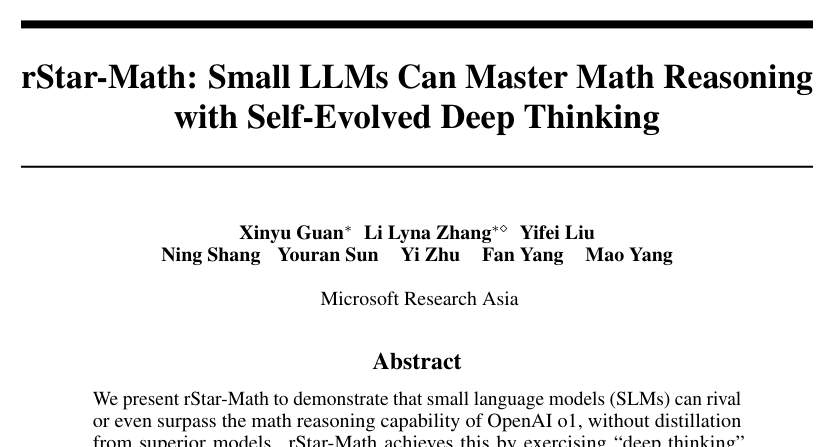 rStar-Math: Small LLMs Can Master Math Reasoning
with Self-Evolved Deep Thinking
Xinyu Guan* Li Lyna Zhang*⋄ Yifei Liu
Ning Shang Youran Sun Yi Zhu Fan Yang Mao Yang
Microsoft Research Asia
Abstract
We present rStar-Math to demonstrate that small language models (SLMs) can rival
or even surpass the math reasoning capability of OpenAI o1, without distillation
from superior models. rStar-Math achieves this by exercising “deep thinking”